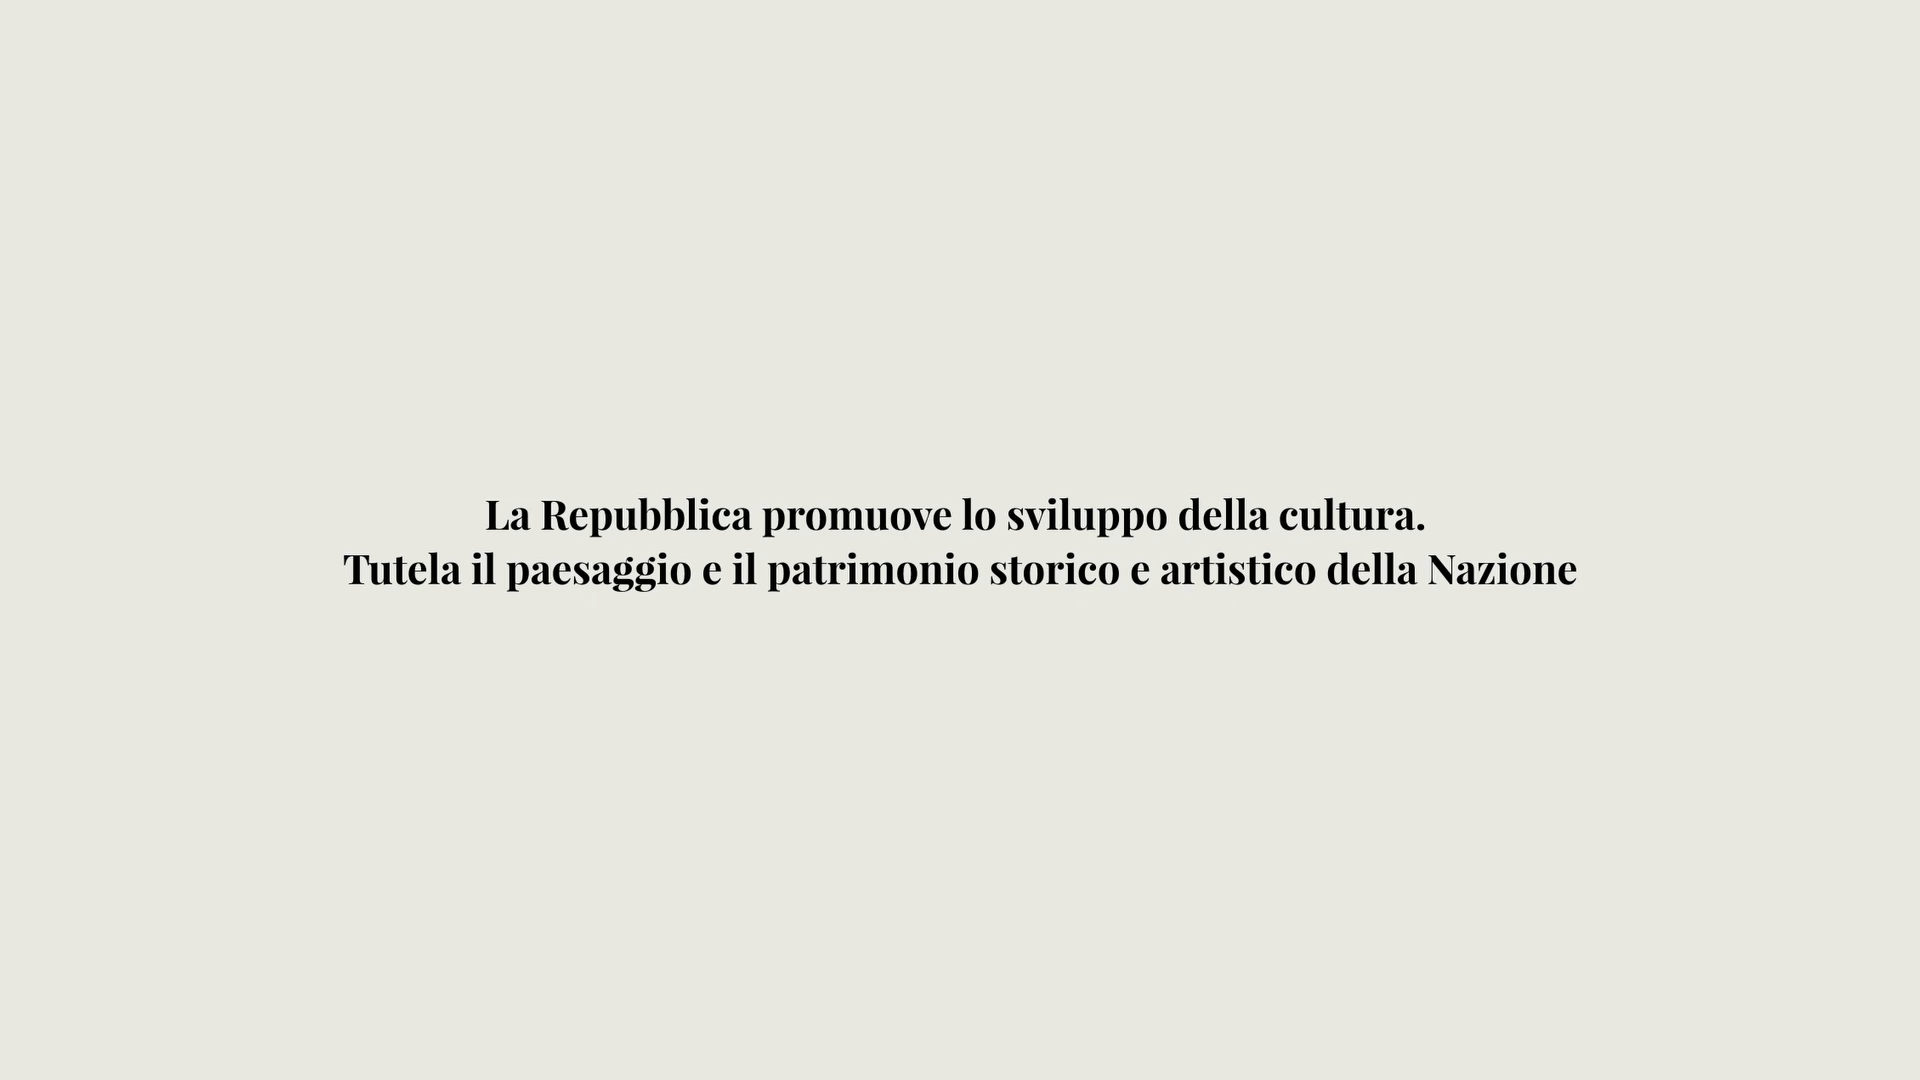 La Repubblica promuove lo sviluppo della cultura.
Tutela il paesaggio e il patrimonio storico e artistico della Nazione